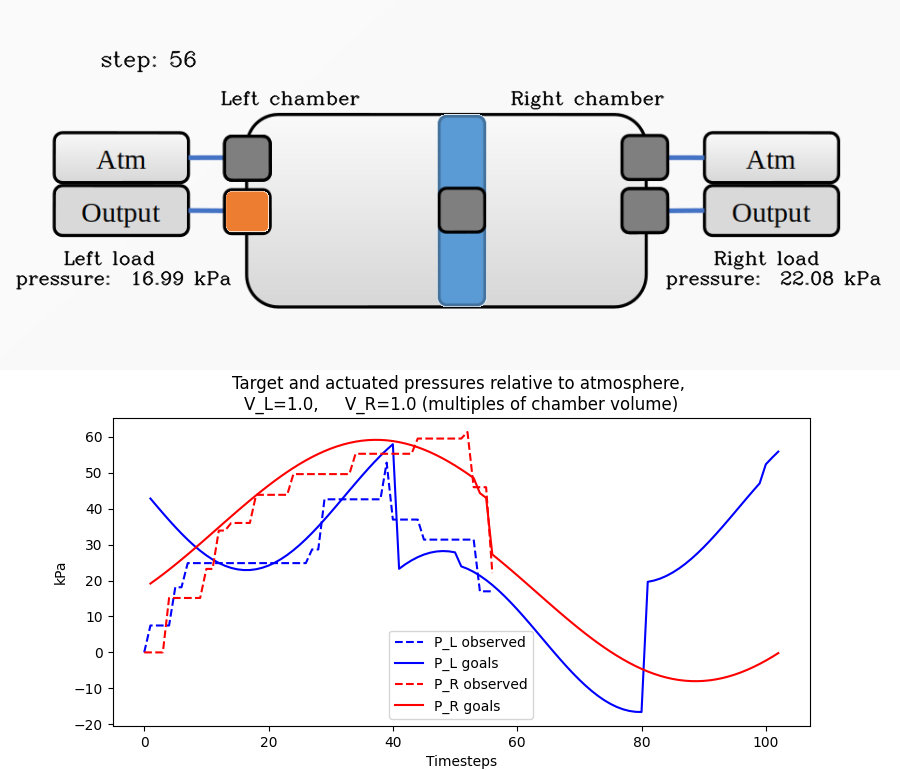 step: 56
Left chamber
Right chamber
Atm
Atm
Output
Output
Left load
pressure: 16.99 kPa
Right load
pressure: 22.08 kPa
Target and actuated pressures relative to atmosphere,
V_L=1.0, V_R=1.0 (multiples of chamber volume)
60
50
40
30
20
10
0
−10
−20
kPa
P_L observed
P_L goals
P_R observed
P_R goals
0
20
40
60
80
100
Timesteps